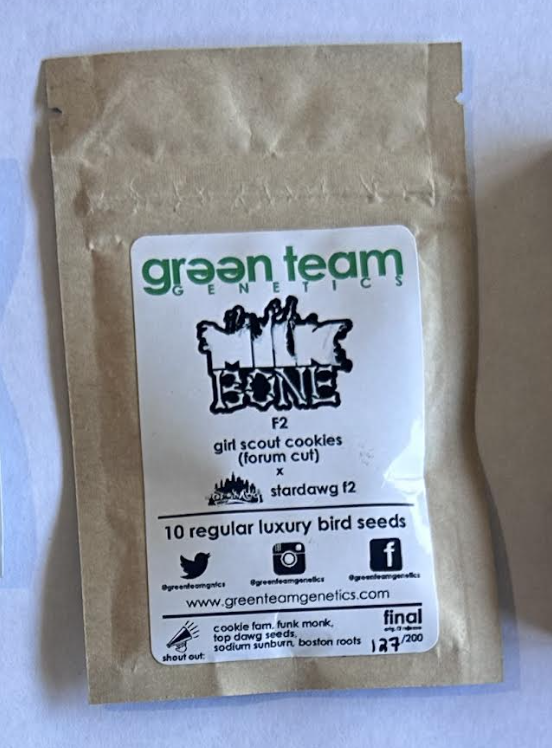 grəən team
GENETICS
MILK
BONE
F2
girl scout cookies
(forum cut)
x
stardawg f2
10 regular luxury bird seeds
@greenteamgntcs @greenteamgenetics @greenteamgenetics
www.greenteamgenetics.com
shout out:
cookie fam, funk monk,
top dawg seeds,
sodium sunburn, boston roots
final
127/200